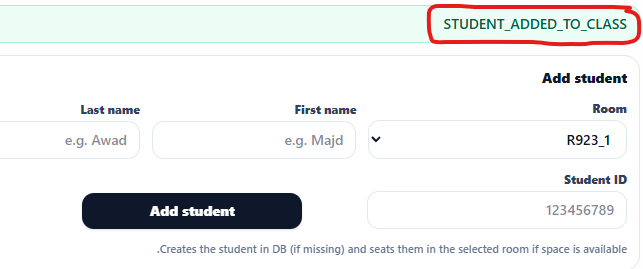 STUDENT_ADDED_TO_CLASS
Add student
Room
First name
Last name
R923_1
e.g. Majd
e.g. Awad
Student ID
123456789
Add student
.Creates the student in DB (if missing) and seats them in the selected room if space is available